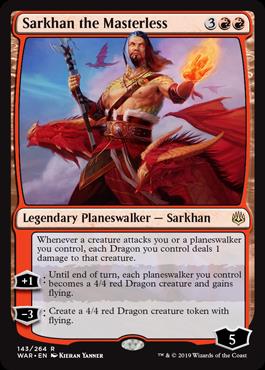 Sarkhan the Masterless 3
Legendary Planeswalker — Sarkhan
Whenever a creature attacks you or a planeswalker
you control, each Dragon you control deals 1
damage to that creature.
+1 : Until end of turn, each planeswalker you control
becomes a 4/4 red Dragon creature and gains
flying.
−3 : Create a 4/4 red Dragon creature token with
flying.
5
143/264 R
WAR • EN KIERAN YANNER ™ & © 2019 Wizards of the Coast